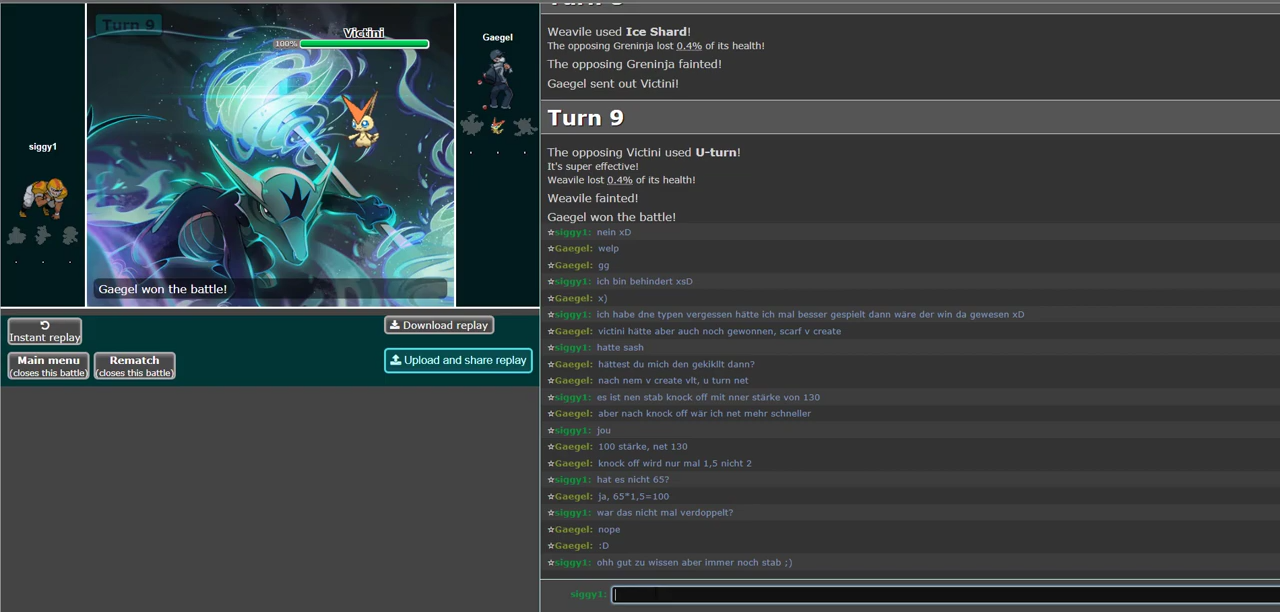 Turn 9
Victini
100%
Gaegel
siggy1
Gaegel won the battle!
Instant replay
Main menu
(closes this battle)
Rematch
(closes this battle)
Download replay
Upload and share replay
Weavile used Ice Shard!
The opposing Greninja lost 0.4% of its health!
The opposing Greninja fainted!
Gaegel sent out Victini!
Turn 9
The opposing Victini used U-turn!
It's super effective!
Weavile lost 0.4% of its health!
Weavile fainted!
Gaegel won the battle!
☆siggy1: nein xD
☆Gaegel: welp
☆Gaegel: gg
☆siggy1: ich bin behindert xsD
☆Gaegel: x)
☆siggy1: ich habe dne typen vergessen hätte ich mal besser gespielt dann wäre der win da gewesen xD
☆Gaegel: victini hätte aber auch noch gewonnen, scarf v create
☆siggy1: hatte sash
☆Gaegel: hättest du mich den gekikllt dann?
☆Gaegel: nach nem v create vlt, u turn net
☆siggy1: es ist nen stab knock off mit nner stärke von 130
☆Gaegel: aber nach knock off wär ich net mehr schneller
☆siggy1: jou
☆Gaegel: 100 stärke, net 130
☆Gaegel: knock off wird nur mal 1,5 nicht 2
☆siggy1: hat es nicht 65?
☆Gaegel: ja, 65*1,5=100
☆siggy1: war das nicht mal verdoppelt?
☆Gaegel: nope
☆Gaegel: :D
☆siggy1: ohh gut zu wissen aber immer noch stab ;)
siggy1: